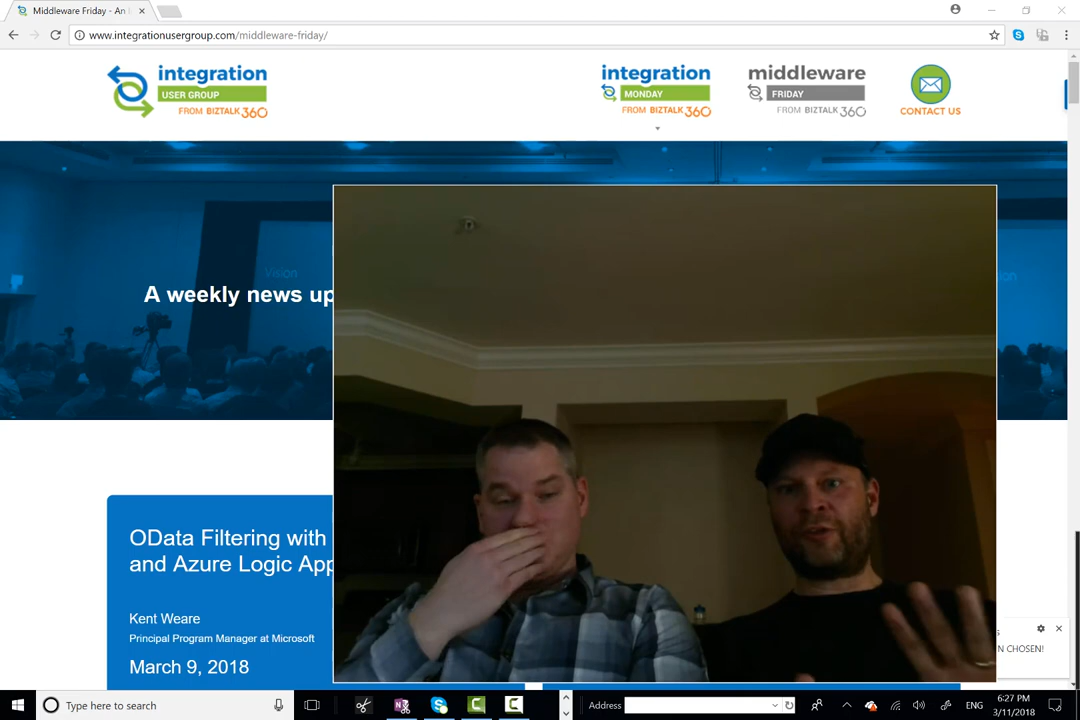 Middleware Friday - An
www.integrationusergroup.com/middleware-friday/
integration
USER GROUP
FROM BIZTALK 360
integration
MONDAY
FROM BIZTALK 360
middleware
FRIDAY
FROM BIZTALK 360
CONTACT US
Vision
A weekly news up
OData Filtering with
and Azure Logic App
Kent Weare
Principal Program Manager at Microsoft
March 9, 2018
N CHOSEN!
Type here to search
Address
ENG
6:27 PM
3/11/2018